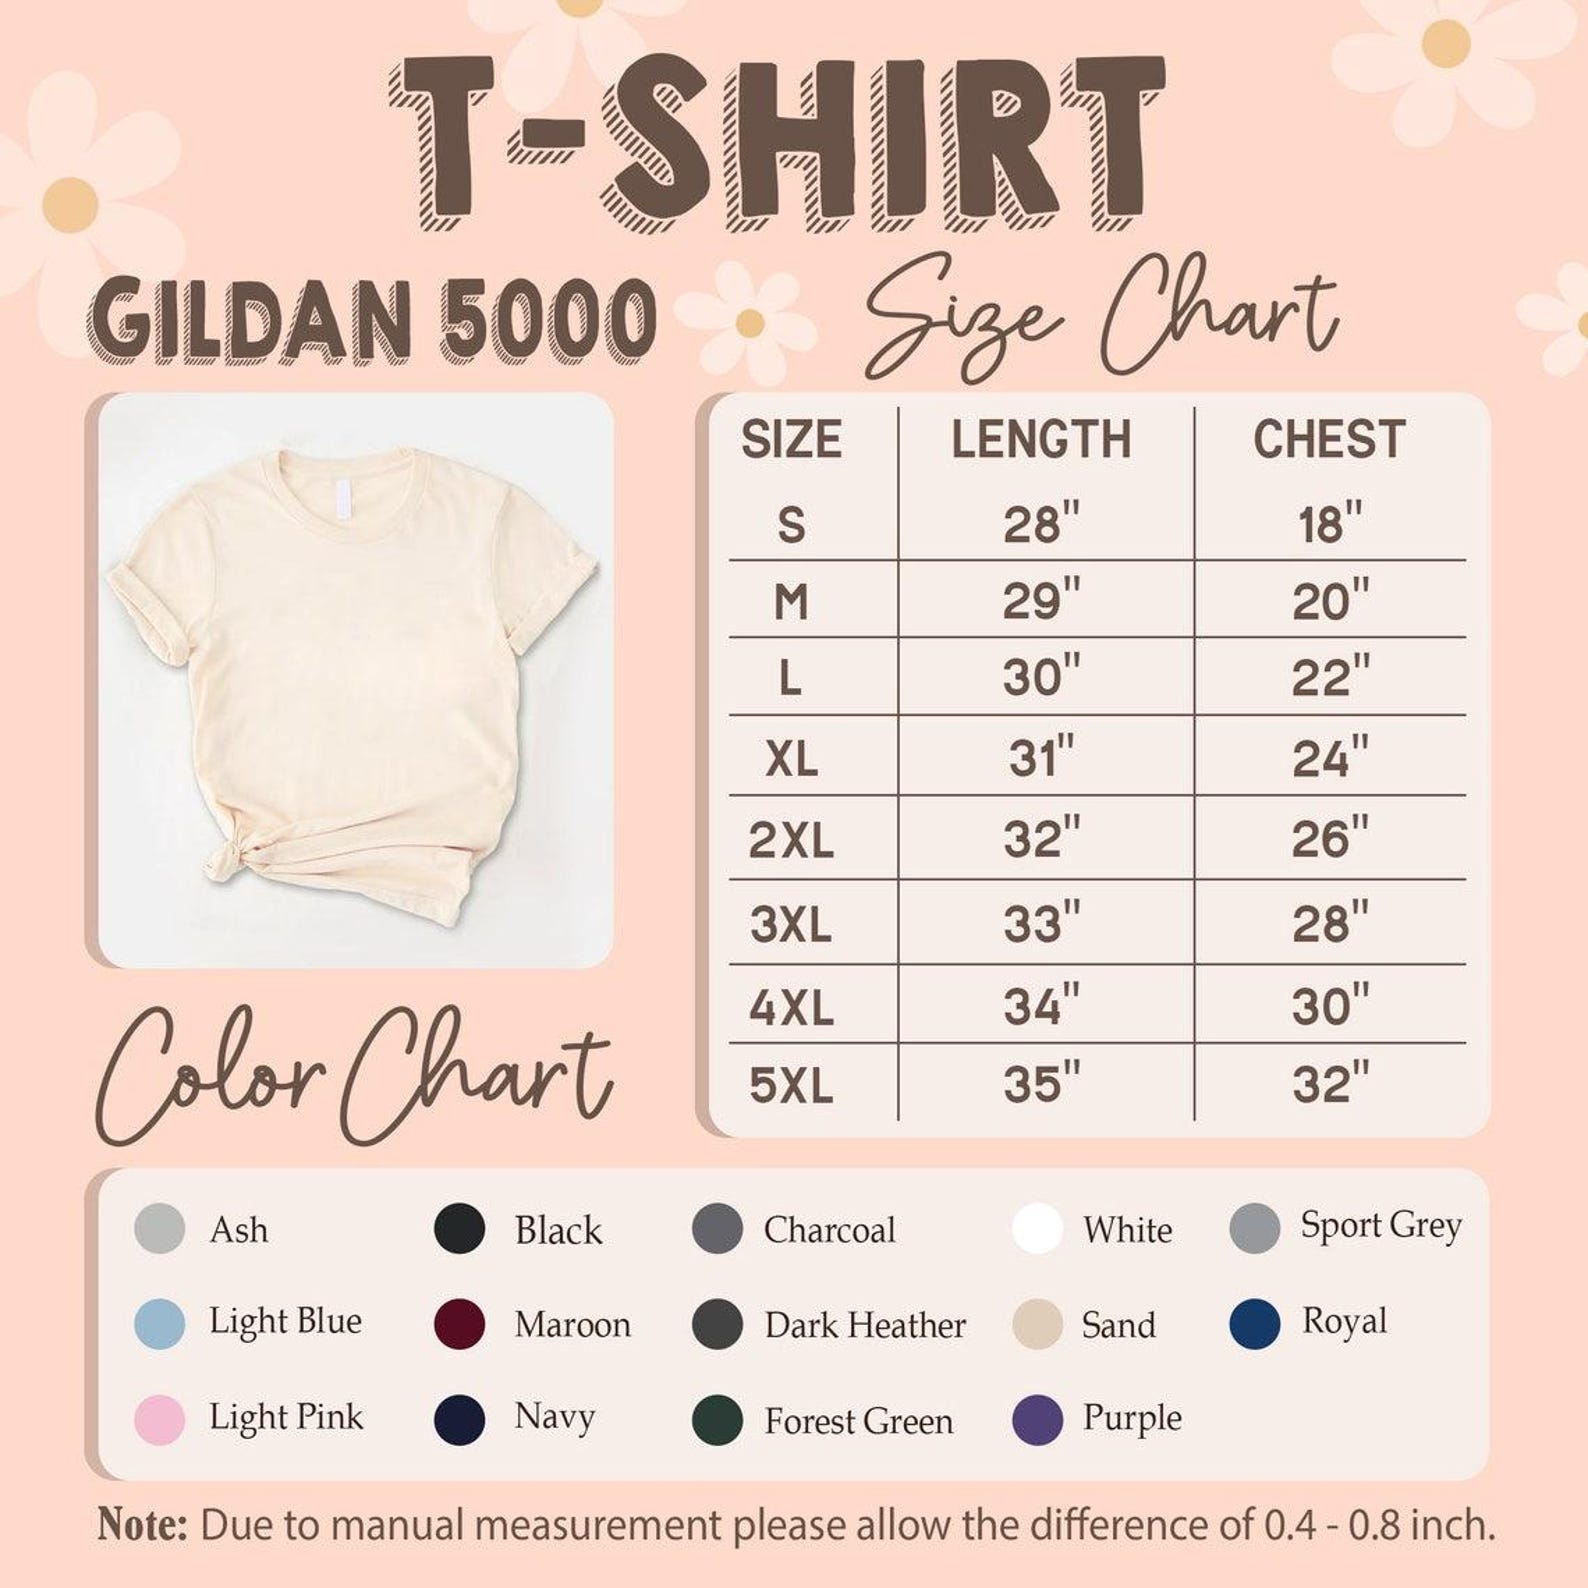 T-SHIRT
GILDAN 5000
Size Chart
SIZE LENGTH CHEST
S 28" 18"
M 29" 20"
L 30" 22"
XL 31" 24"
2XL 32" 26"
3XL 33" 28"
4XL 34" 30"
5XL 35" 32"
Color Chart
Ash Black Charcoal White Sport Grey
Light Blue Maroon Dark Heather Sand Royal
Light Pink Navy Forest Green Purple
Note: Due to manual measurement please allow the difference of 0.4 - 0.8 inch.